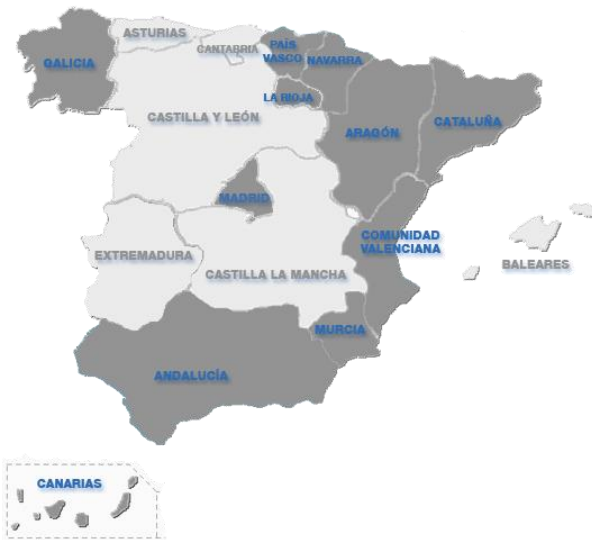 ASTURIAS
CANTABRIA
PAÍS
VASCO
NAVARRA
GALICIA
LA RIOJA
CASTILLA Y LEÓN
ARAGÓN
CATALUÑA
MADRID
COMUNIDAD
VALENCIANA
EXTREMADURA
CASTILLA LA MANCHA
BALEARES
MURCIA
ANDALUCÍA
CANARIAS